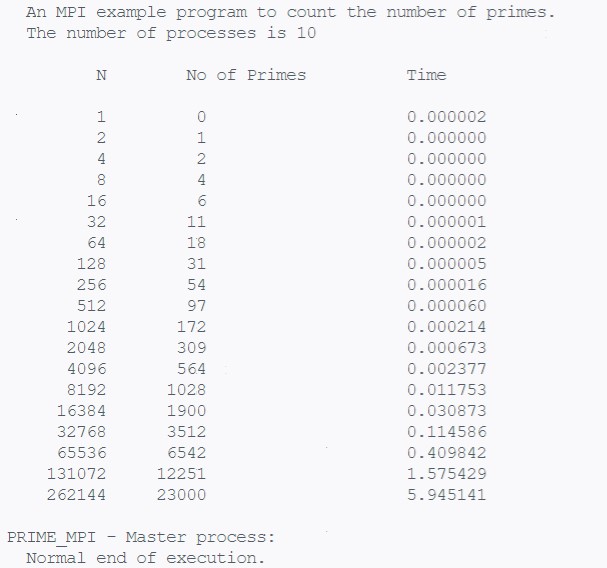 An MPI example program to count the number of primes.
The number of processes is 10
N No of Primes Time
1 0 0.000002
2 1 0.000000
4 2 0.000000
8 4 0.000000
16 6 0.000000
32 11 0.000001
64 18 0.000002
128 31 0.000005
256 54 0.000016
512 97 0.000060
1024 172 0.000214
2048 309 0.000673
4096 564 0.002377
8192 1028 0.011753
16384 1900 0.030873
32768 3512 0.114586
65536 6542 0.409842
131072 12251 1.575429
262144 23000 5.945141
PRIME_MPI - Master process:
Normal end of execution.